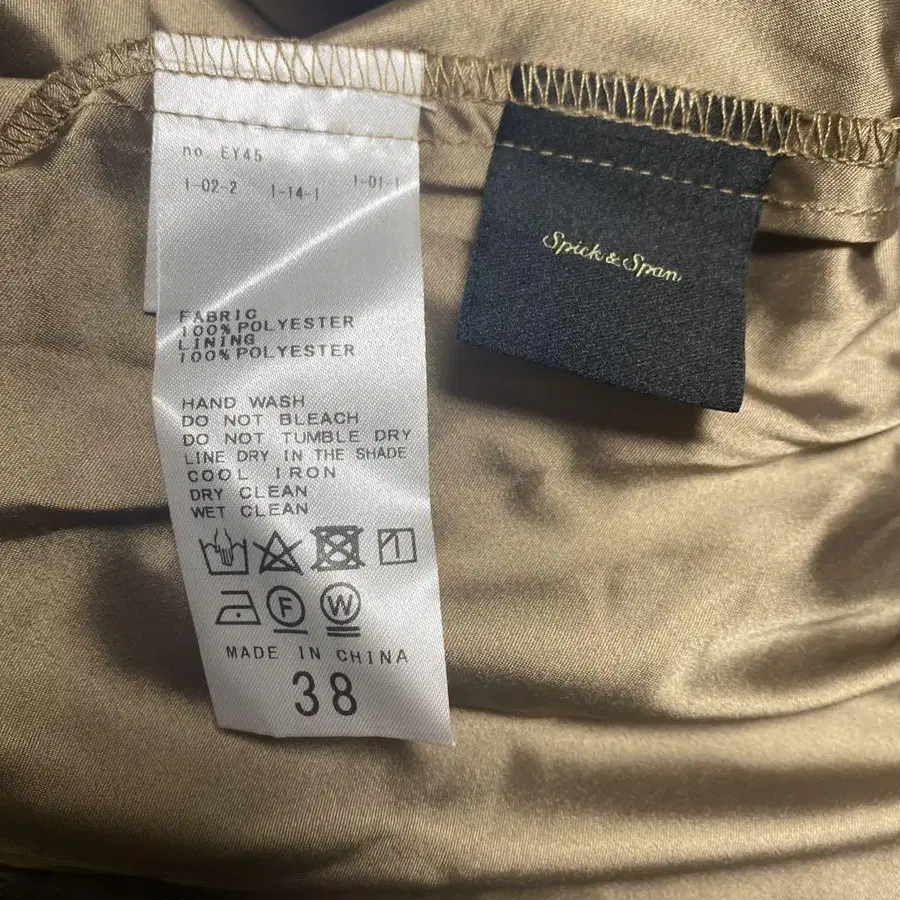 no. EY45
1-02-2 1-14-1 1-01-1
FABRIC
100%POLYESTER
LINING
100%POLYESTER
HAND WASH
DO NOT BLEACH
DO NOT TUMBLE DRY
LINE DRY IN THE SHADE
COOL IRON
DRY CLEAN
WET CLEAN
F W
MADE IN CHINA
38
Spick & Span